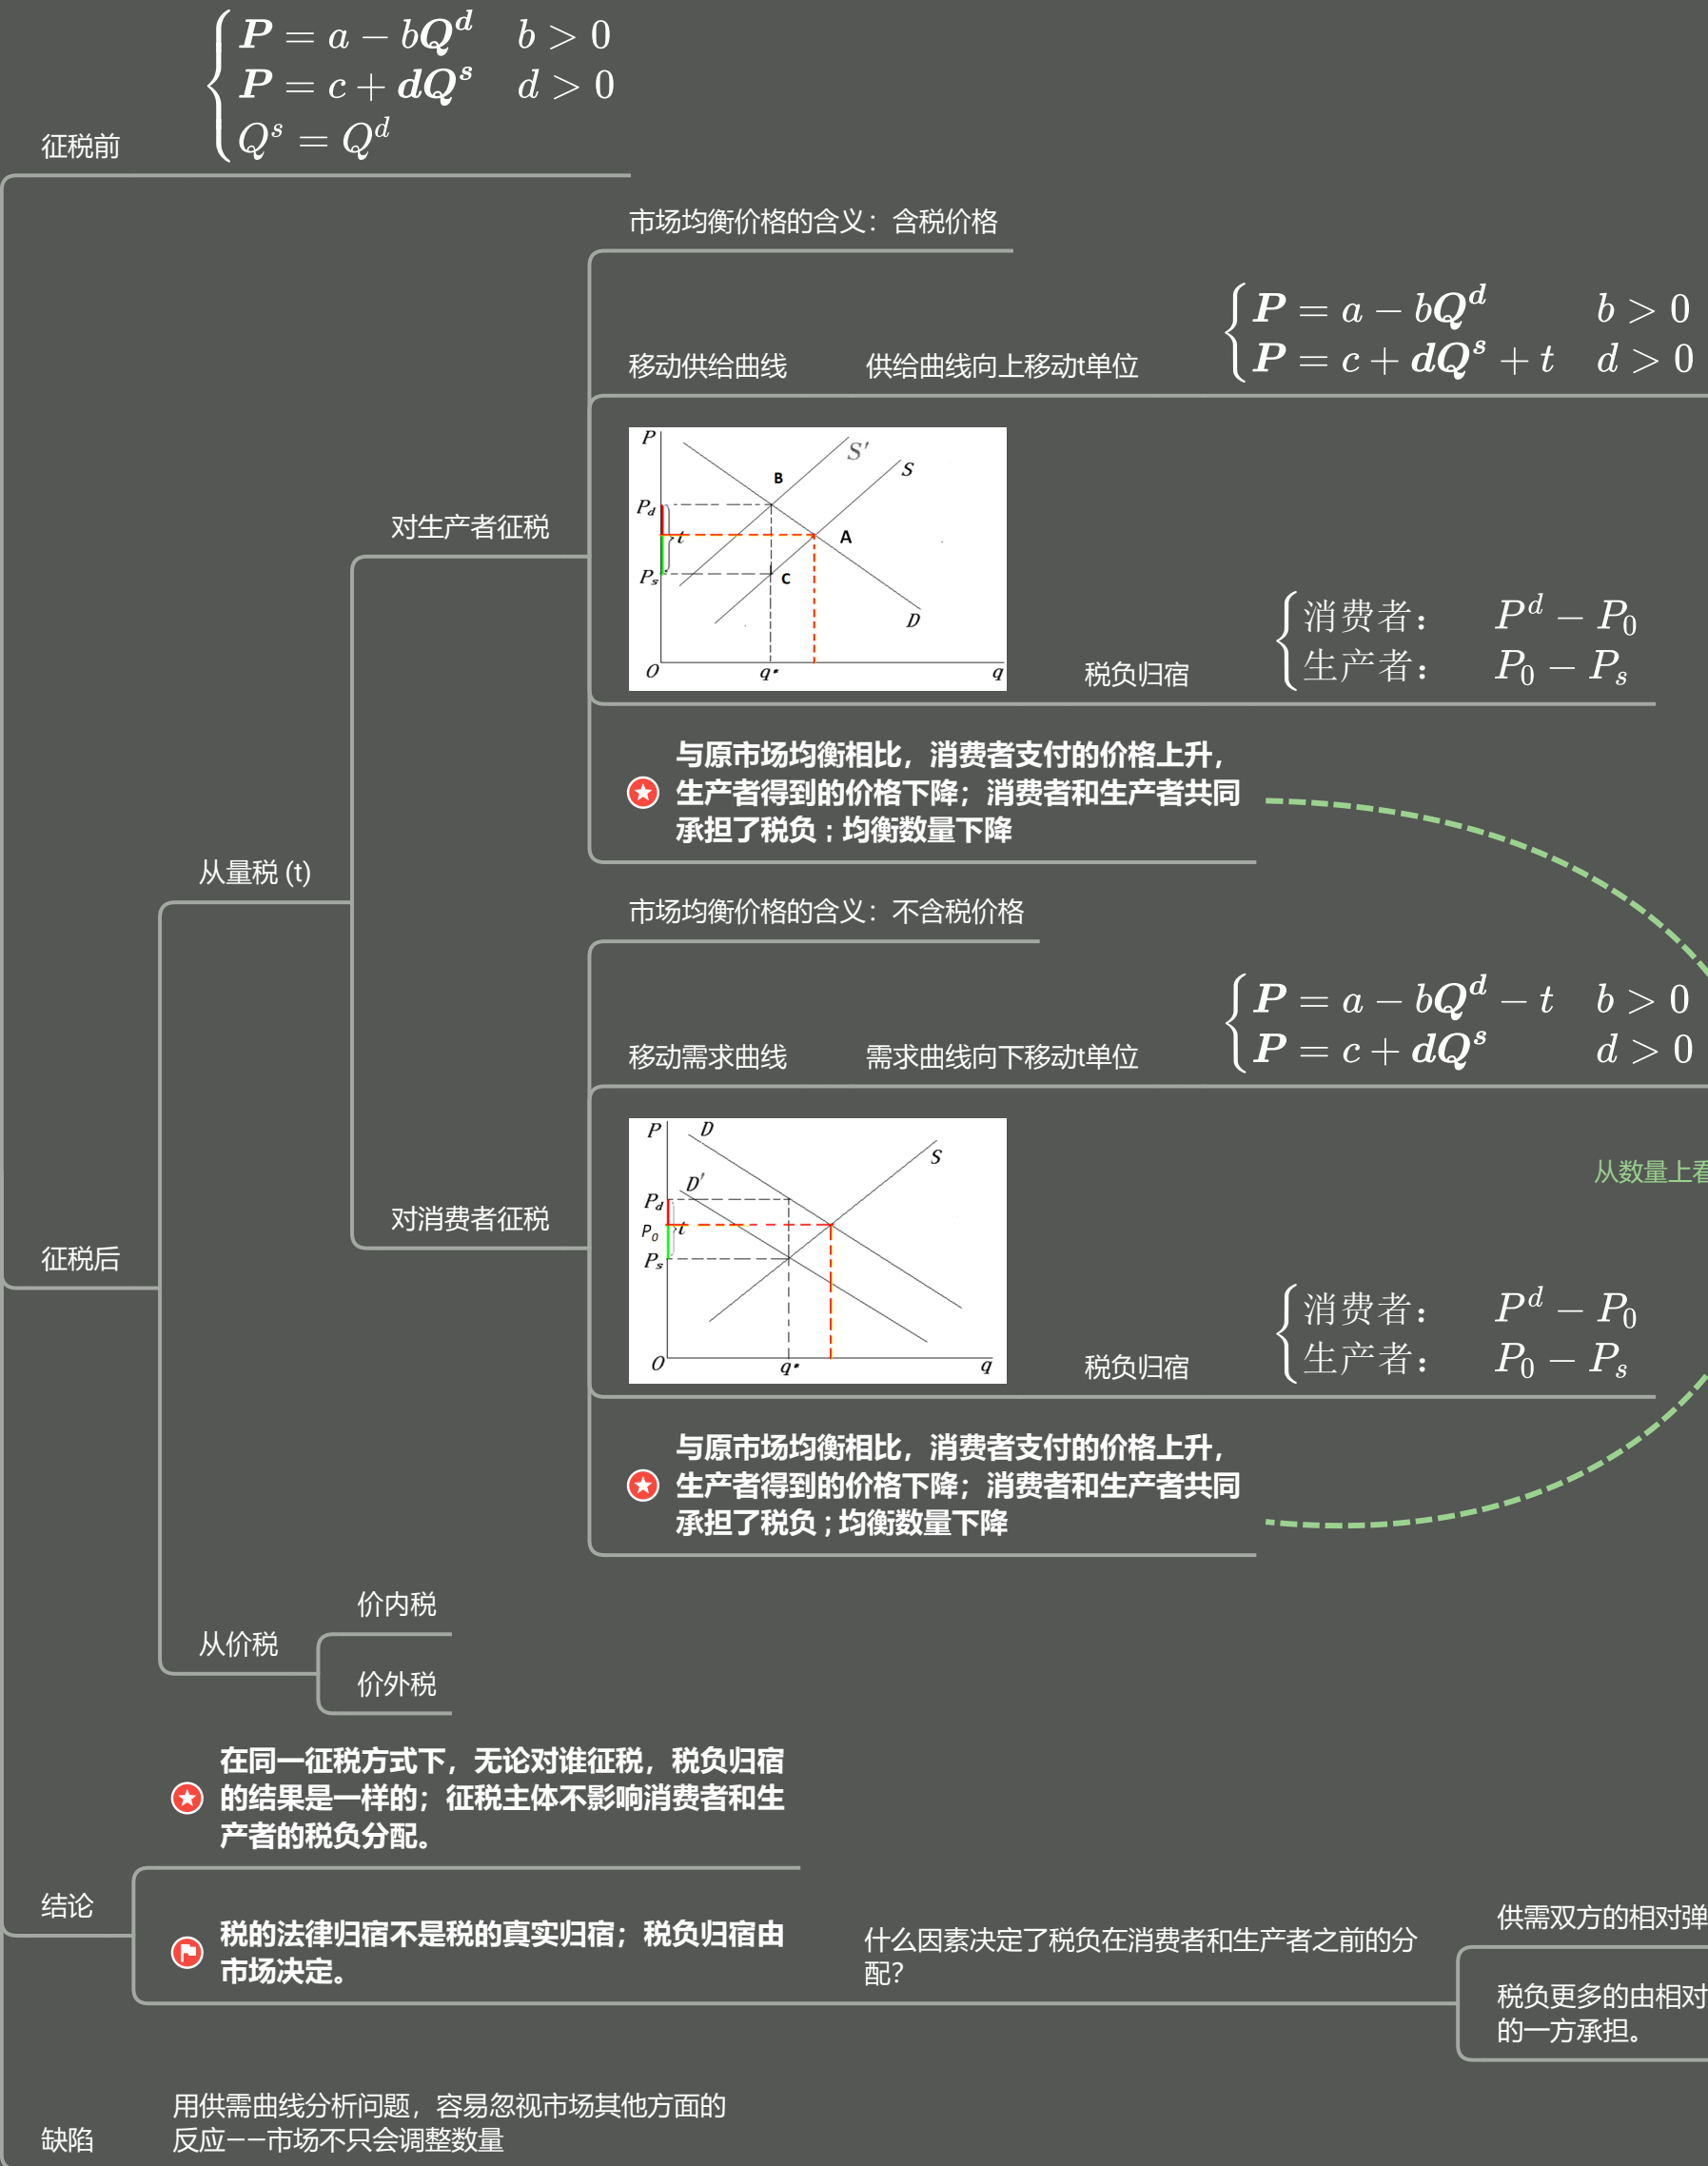 P = a − bQ^d b > 0
P = c + dQ^s d > 0
Q^s = Q^d
征税前
市场均衡价格的含义：含税价格
P = a − bQ^d b > 0
P = c + dQ^s + t d > 0
移动供给曲线 供给曲线向上移动t单位
P
S'
S
B
P_d
t
A
P_s
C
D
O
q*
q
对生产者征税
消费者： P^d − P_0
生产者： P_0 − P_s
税负归宿
与原市场均衡相比，消费者支付的价格上升，
生产者得到的价格下降；消费者和生产者共同
承担了税负；均衡数量下降
从量税 (t)
市场均衡价格的含义：不含税价格
P = a − bQ^d − t b > 0
P = c + dQ^s d > 0
移动需求曲线 需求曲线向下移动t单位
P
D
S
D'
P_d
P_0
t
P_s
O
q*
q
从数量上看
对消费者征税
征税后
消费者： P^d − P_0
生产者： P_0 − P_s
税负归宿
与原市场均衡相比，消费者支付的价格上升，
生产者得到的价格下降；消费者和生产者共同
承担了税负；均衡数量下降
价内税
从价税
价外税
在同一征税方式下，无论对谁征税，税负归宿
的结果是一样的；征税主体不影响消费者和生
产者的税负分配。
结论
税的法律归宿不是税的真实归宿；税负归宿由
市场决定。
什么因素决定了税负在消费者和生产者之前的分
配？
供需双方的相对弹
税负更多的由相对
的一方承担。
用供需曲线分析问题，容易忽视市场其他方面的
反应——市场不只会调整数量
缺陷